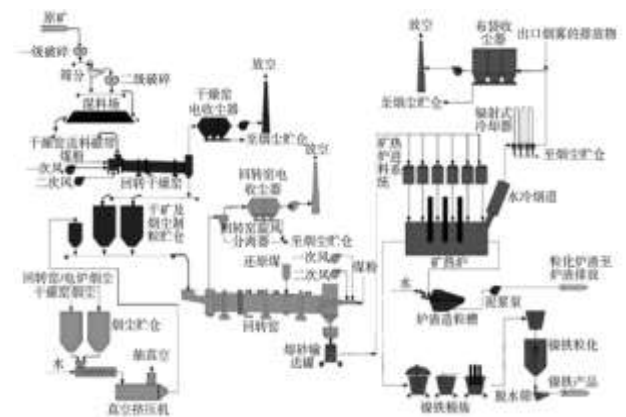 原矿
一级破碎
筛分
二级破碎
混料场
干燥窑
煤粉
一次风
二次风
回转干燥窑
干燥窑
电收尘器
放空
至烟尘贮仓
干矿及
烟尘制
粒贮仓
回转窑电
收尘器
放空
回转窑旋风
分离器
至烟尘贮仓
还原煤
一次风
二次风
煤粉
回转窑
回转窑/电炉烟尘
干燥窑烟尘
烟尘贮仓
水
抽真空
真空挤压机
焙砂输
送罐
放空
布袋收
尘器
出口烟雾的排放物
至烟尘贮仓
辐射式
冷却器
至烟尘贮仓
矿热
炉进
料系
统
水冷烟道
矿热炉
水
炉渣造粒槽
泥浆泵
粒化炉渣至
炉渣排放
镍铁精炼
镍铁粒化
脱水筛
镍铁产品